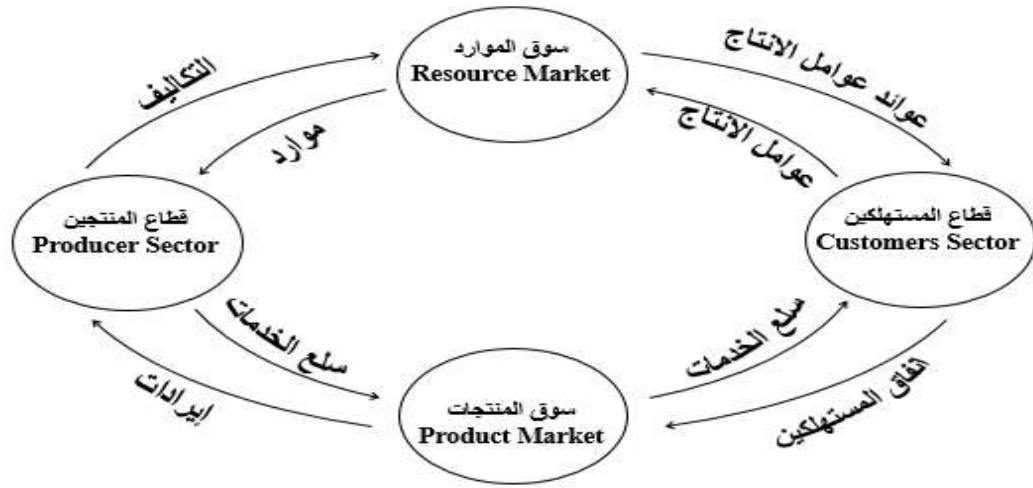 سوق الموارد
Resource Market
التكاليف
عوائد عوامل الانتاج
موارد
عوامل الانتاج
قطاع المنتجين
Producer Sector
قطاع المستهلكين
Customers Sector
سلع الخدمات
سلع الخدمات
إيرادات
انفاق المستهلكين
سوق المنتجات
Product Market